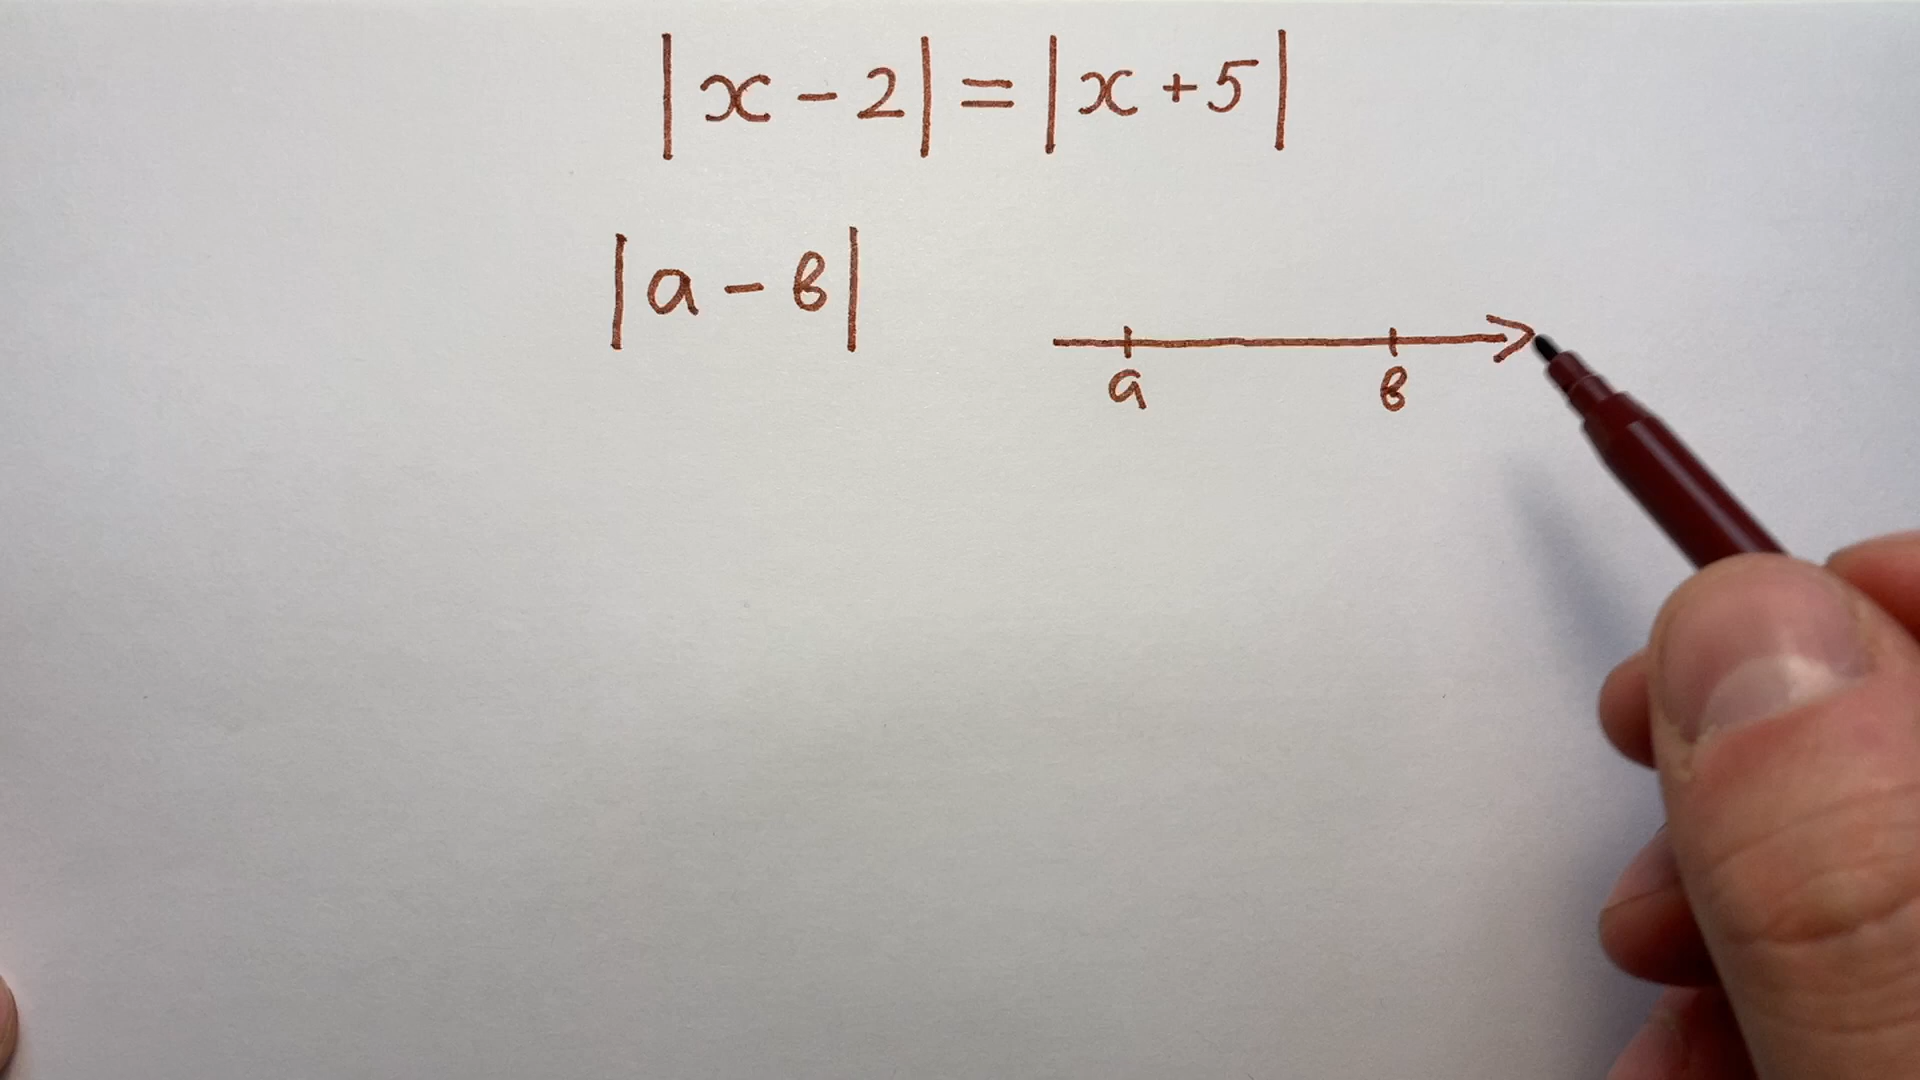 |x - 2| = |x + 5|
|a - в|
a в